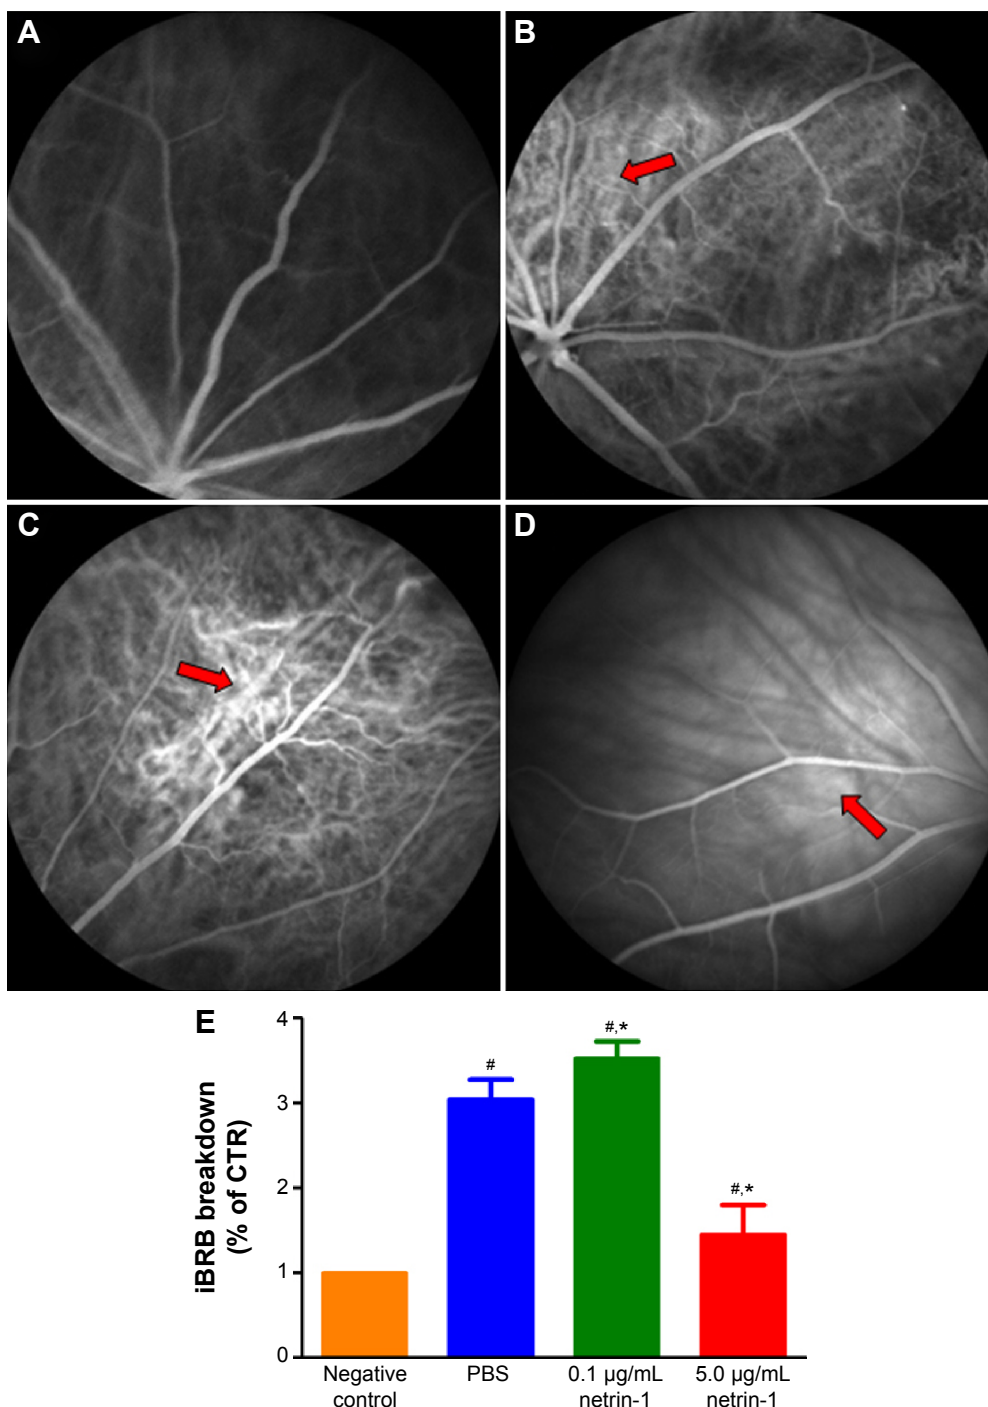 A
B
C
D
E
iBRB breakdown
(% of CTR)
4
3
2
1
0
#
#,*
#,*
Negative
control
PBS
0.1 µg/mL
netrin-1
5.0 µg/mL
netrin-1